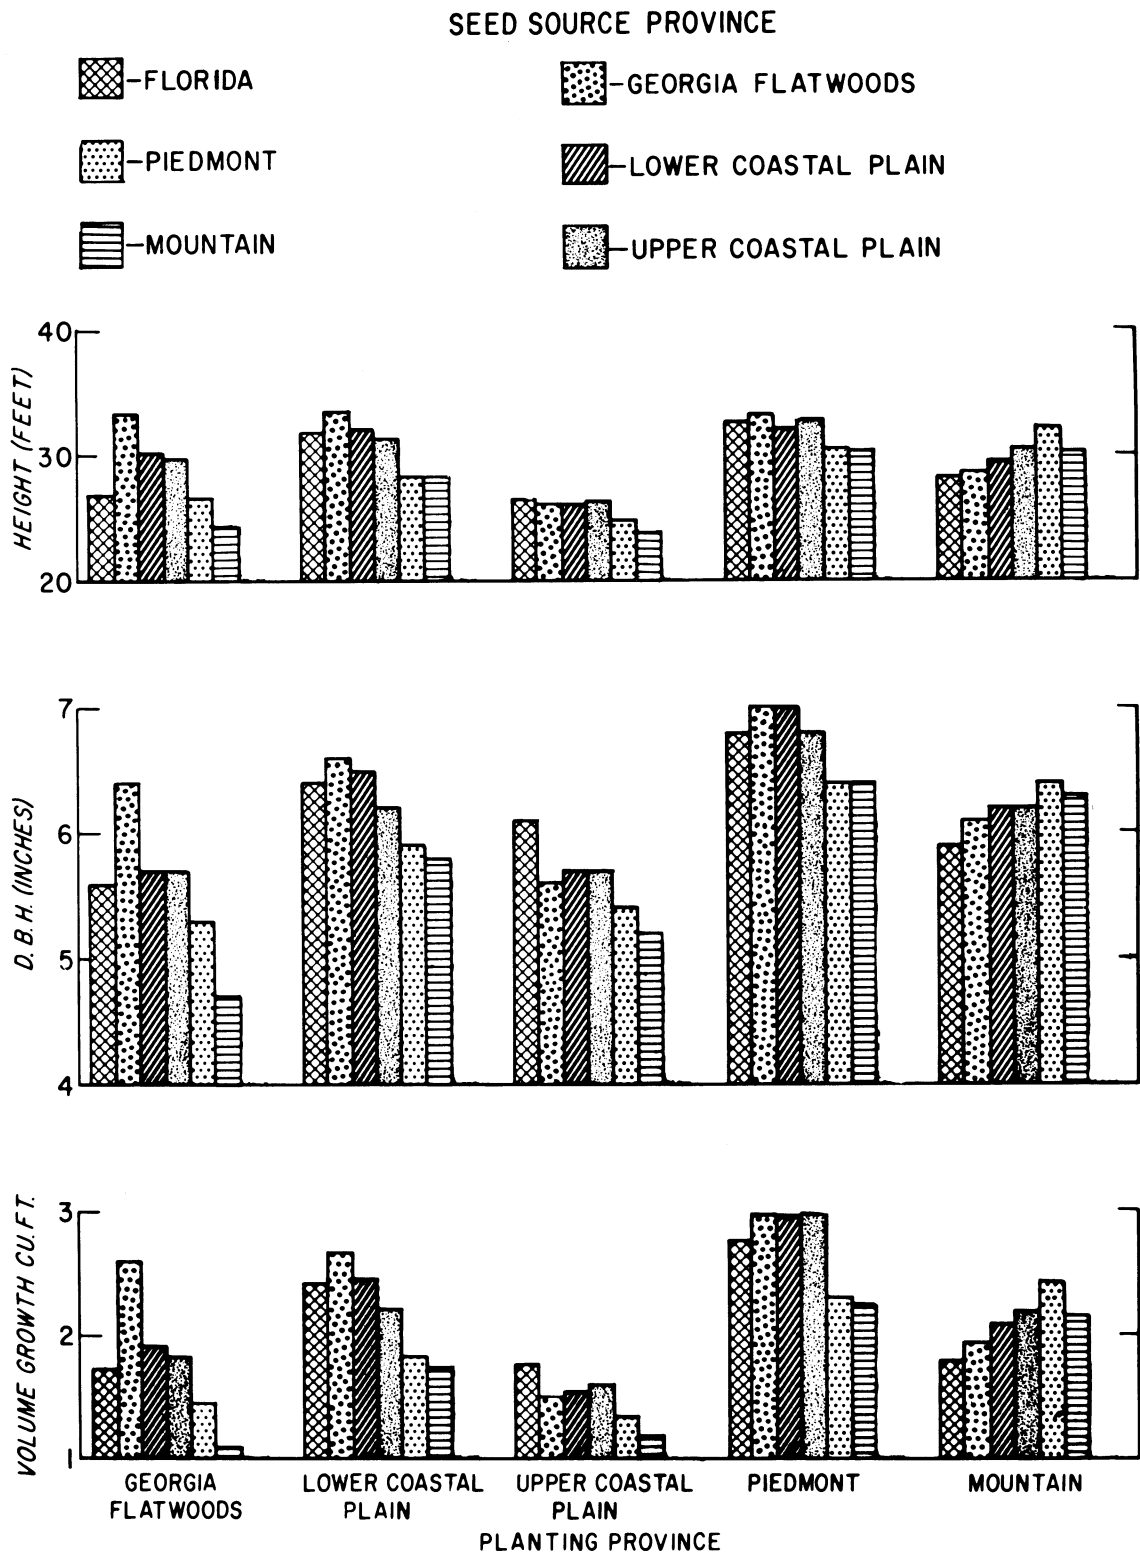 SEED SOURCE PROVINCE
-FLORIDA
-GEORGIA FLATWOODS
-PIEDMONT
-LOWER COASTAL PLAIN
-MOUNTAIN
-UPPER COASTAL PLAIN
HEIGHT (FEET)
40
30
20
D.B.H. (INCHES)
7
6
5
4
VOLUME GROWTH CU.FT.
3
2
1
GEORGIA
FLATWOODS
LOWER COASTAL
PLAIN
UPPER COASTAL
PLAIN
PIEDMONT
MOUNTAIN
PLANTING PROVINCE